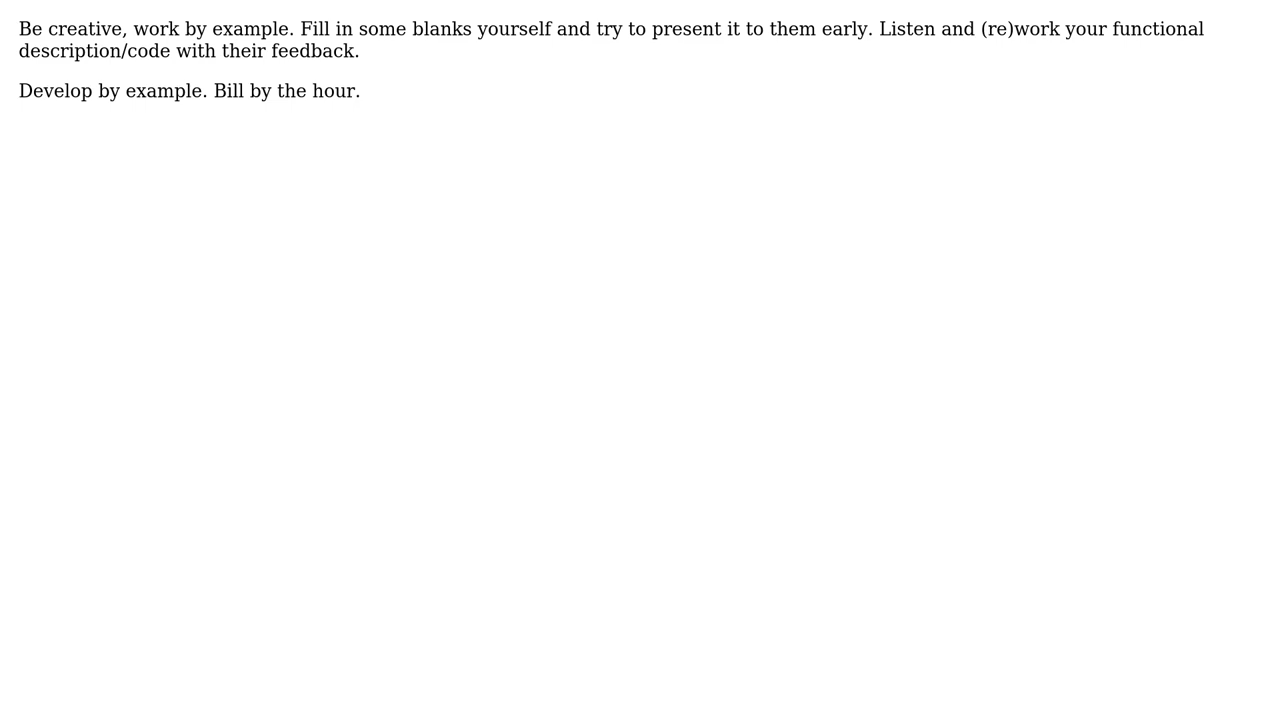 Be creative, work by example. Fill in some blanks yourself and try to present it to them early. Listen and (re)work your functional
description/code with their feedback.
Develop by example. Bill by the hour.